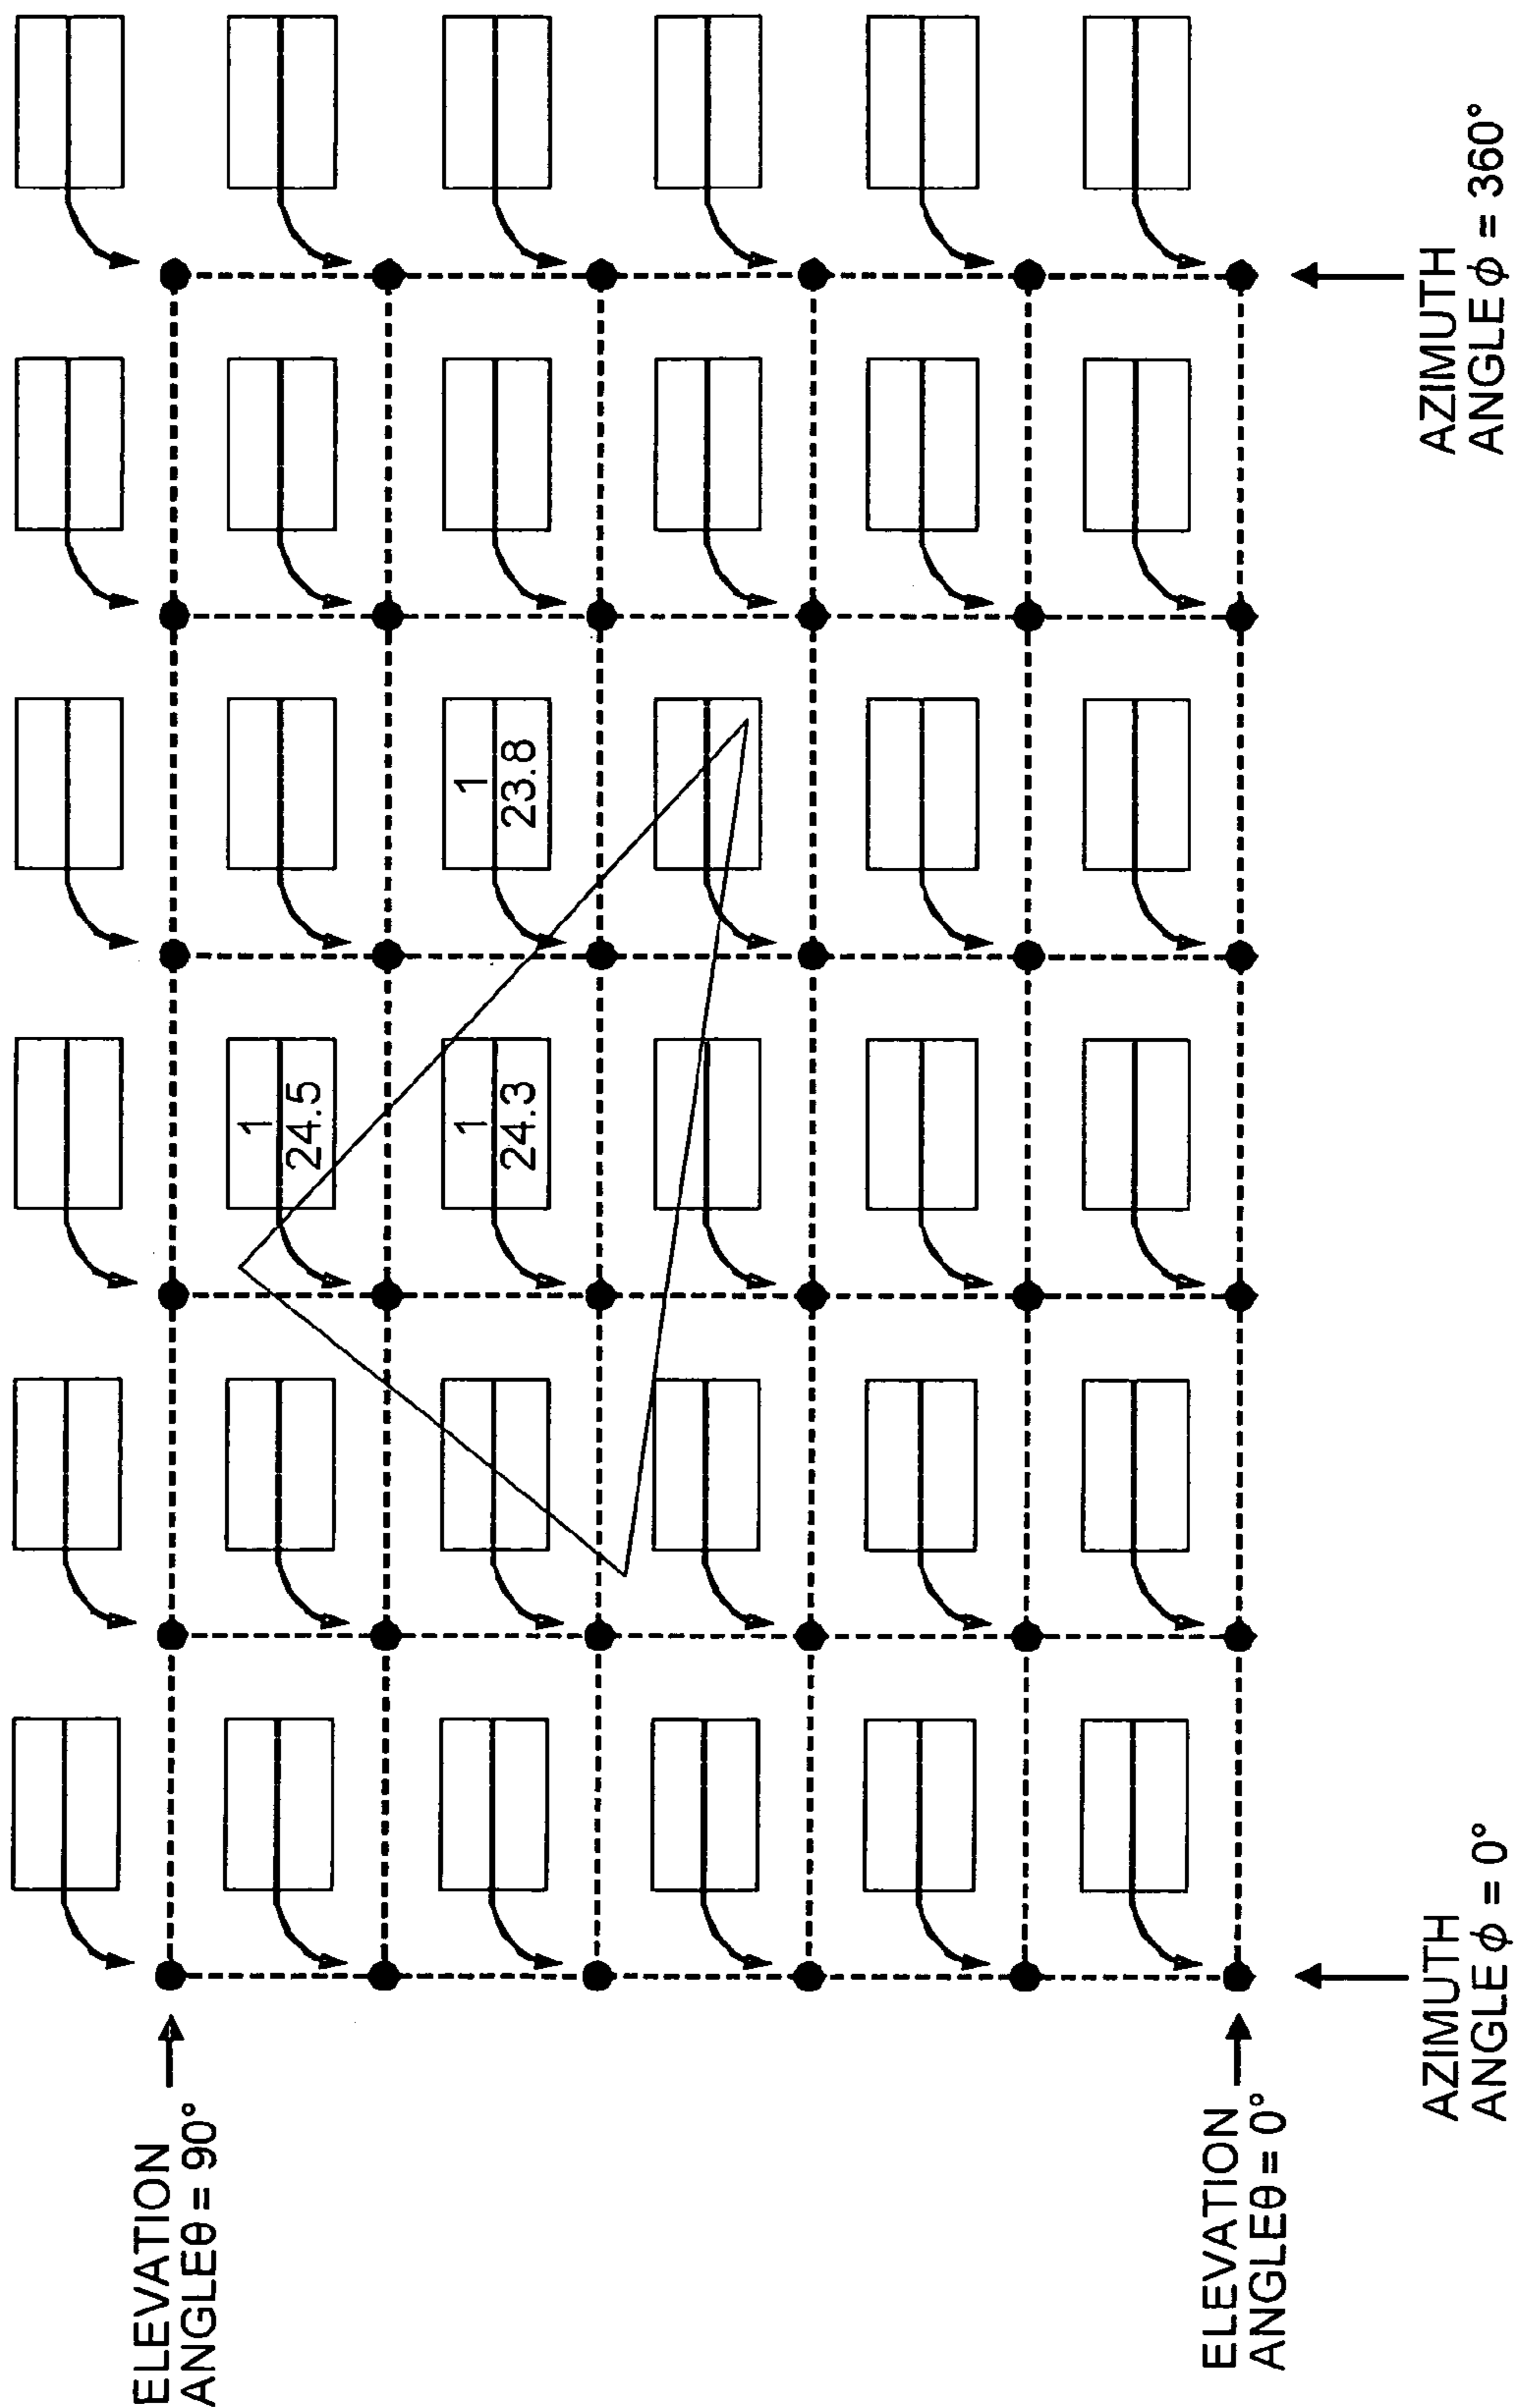 ELEVATION
ANGLEθ = 90°
1
24.5
1
24.3
1
23.8
ELEVATION
ANGLEθ = 0°
AZIMUTH
ANGLE ϕ = 0°
AZIMUTH
ANGLE ϕ = 360°